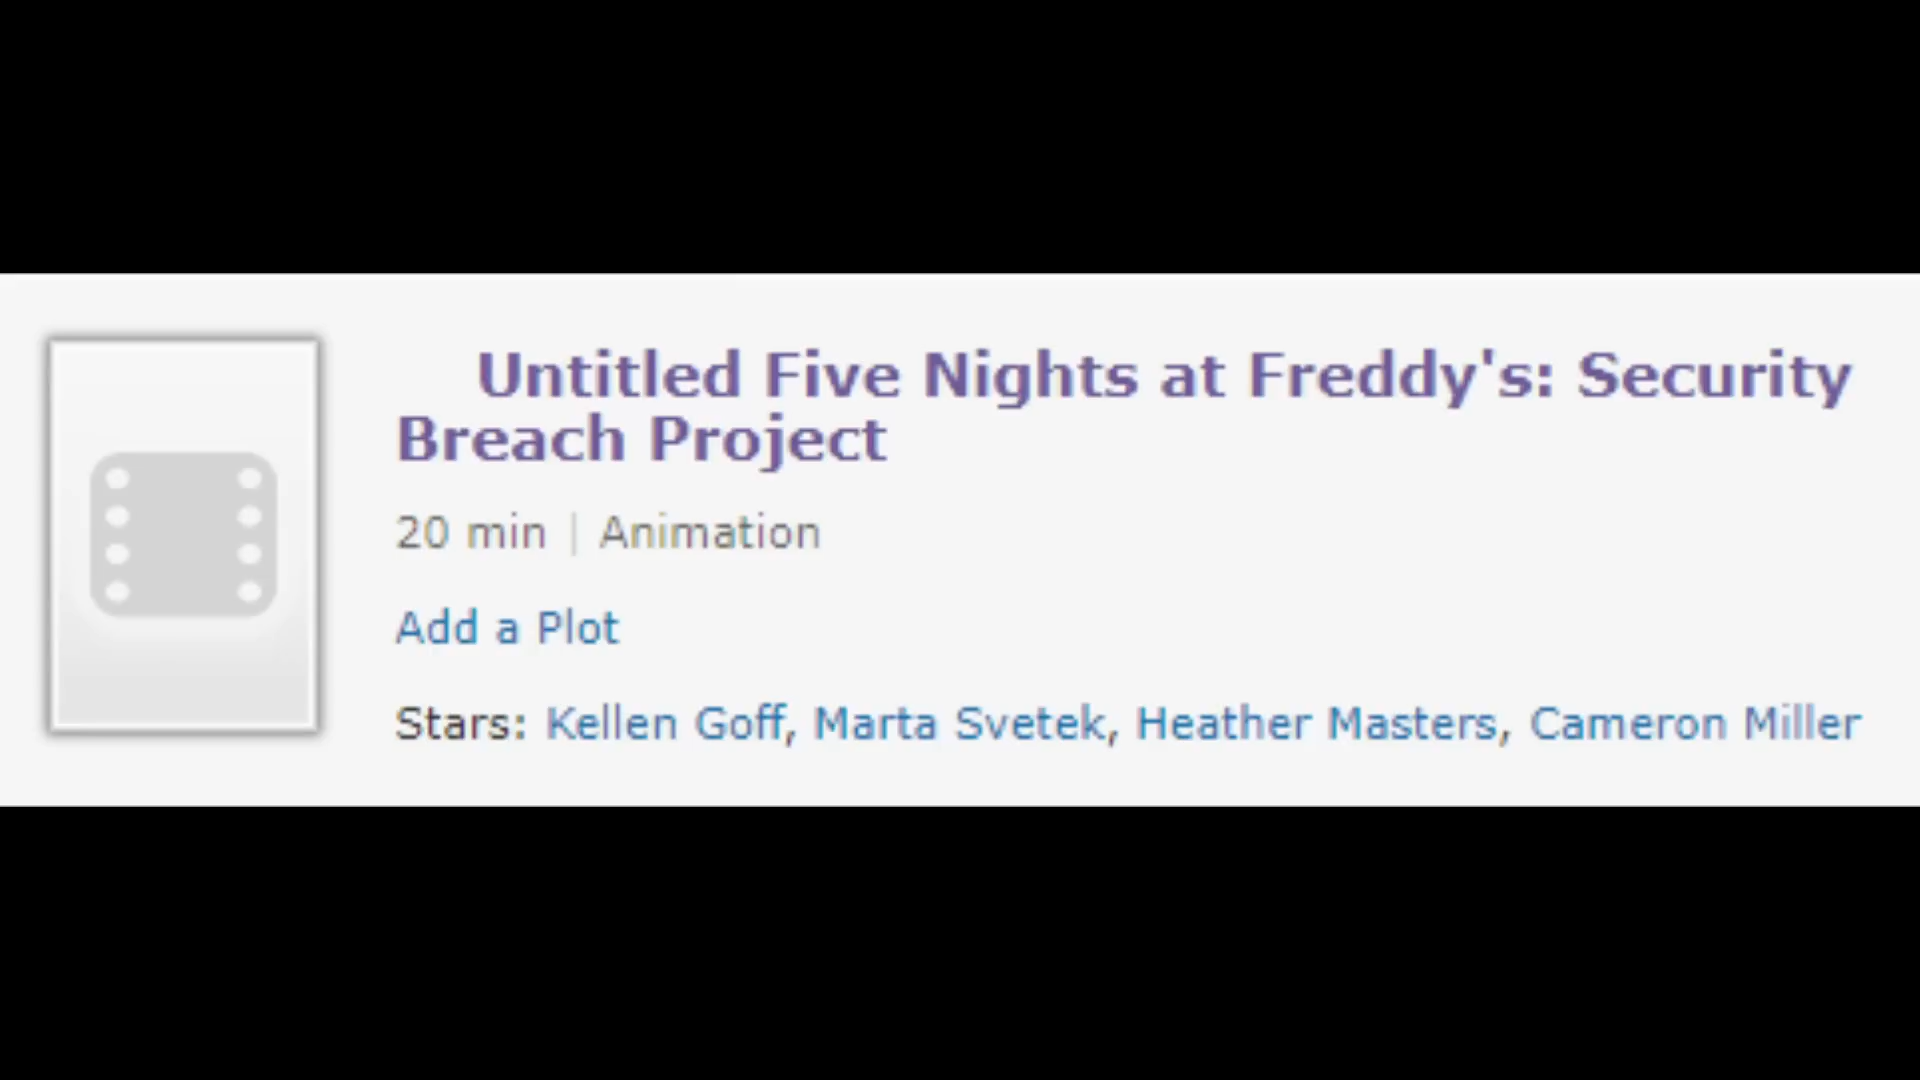 Untitled Five Nights at Freddy's: Security
Breach Project
20 min | Animation
Add a Plot
Stars: Kellen Goff, Marta Svetek, Heather Masters, Cameron Miller